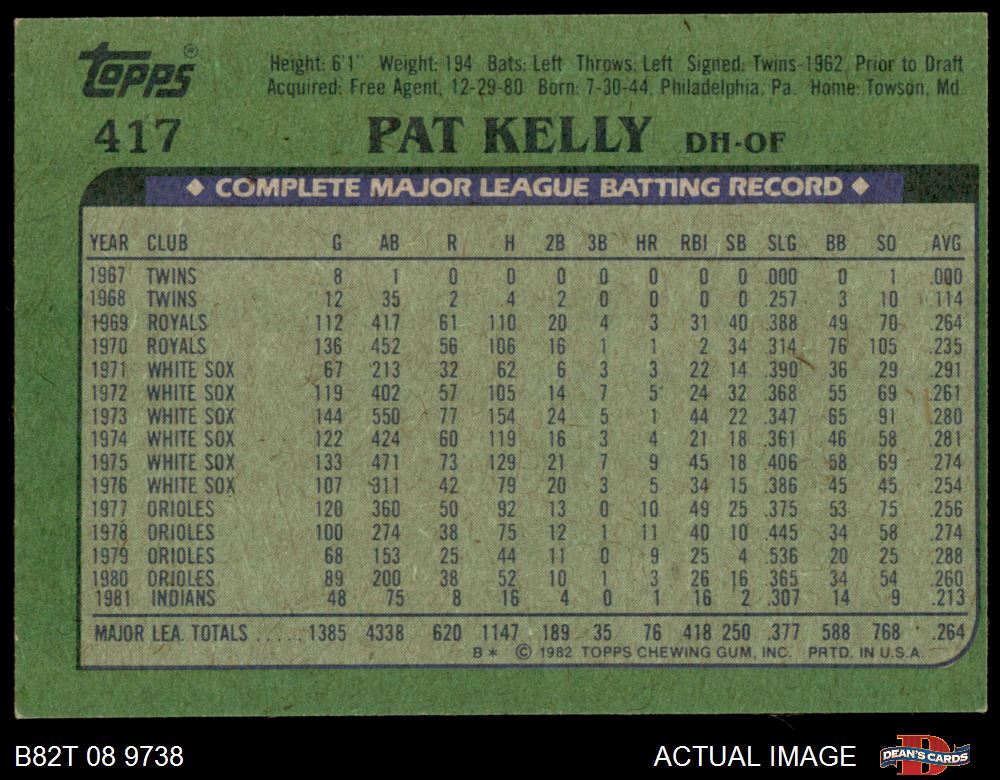 Topps®
Height: 6'1" Weight: 194 Bats: Left Throws: Left Signed: Twins-1962, Prior to Draft
Acquired: Free Agent, 12-29-80 Born: 7-30-44, Philadelphia, Pa. Home: Towson, Md.
417 PAT KELLY DH-OF
◆ COMPLETE MAJOR LEAGUE BATTING RECORD ◆
YEAR CLUB G AB R H 2B 3B HR RBI SB SLG BB SO AVG
1967 TWINS 8 1 0 0 0 0 0 0 0 .000 0 1 .000
1968 TWINS 12 35 2 4 2 0 0 0 0 .257 3 10 .114
1969 ROYALS 112 417 61 110 20 4 3 31 40 .388 49 70 .264
1970 ROYALS 136 452 56 106 16 1 1 2 34 .314 76 105 .235
1971 WHITE SOX 67 213 32 62 6 3 3 22 14 .390 36 29 .291
1972 WHITE SOX 119 402 57 105 14 7 5 24 32 .368 55 69 .261
1973 WHITE SOX 144 550 77 154 24 5 1 44 22 .347 65 91 .280
1974 WHITE SOX 122 424 60 119 16 3 4 21 18 .361 46 58 .281
1975 WHITE SOX 133 471 73 129 21 7 9 45 18 .406 58 69 .274
1976 WHITE SOX 107 311 42 79 20 3 5 34 15 .386 45 45 .254
1977 ORIOLES 120 360 50 92 13 0 10 49 25 .375 53 75 .256
1978 ORIOLES 100 274 38 75 12 1 11 40 10 .445 34 58 .274
1979 ORIOLES 68 153 25 44 11 0 9 25 4 .536 20 25 .288
1980 ORIOLES 89 200 38 52 10 1 3 26 16 .365 34 54 .260
1981 INDIANS 48 75 8 16 4 0 1 16 2 .307 14 9 .213
MAJOR LEA. TOTALS ...... 1385 4338 620 1147 189 35 76 418 250 .377 588 768 .264
B* © 1982 TOPPS CHEWING GUM, INC. PRTD. IN U.S.A.
B82T 08 9738 ACTUAL IMAGE DEAN'S CARDS